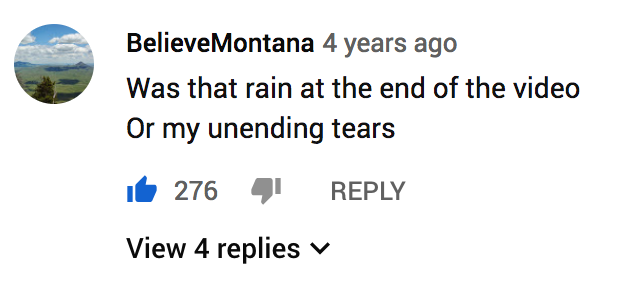 BelieveMontana 4 years ago
Was that rain at the end of the video
Or my unending tears
276 REPLY
View 4 replies